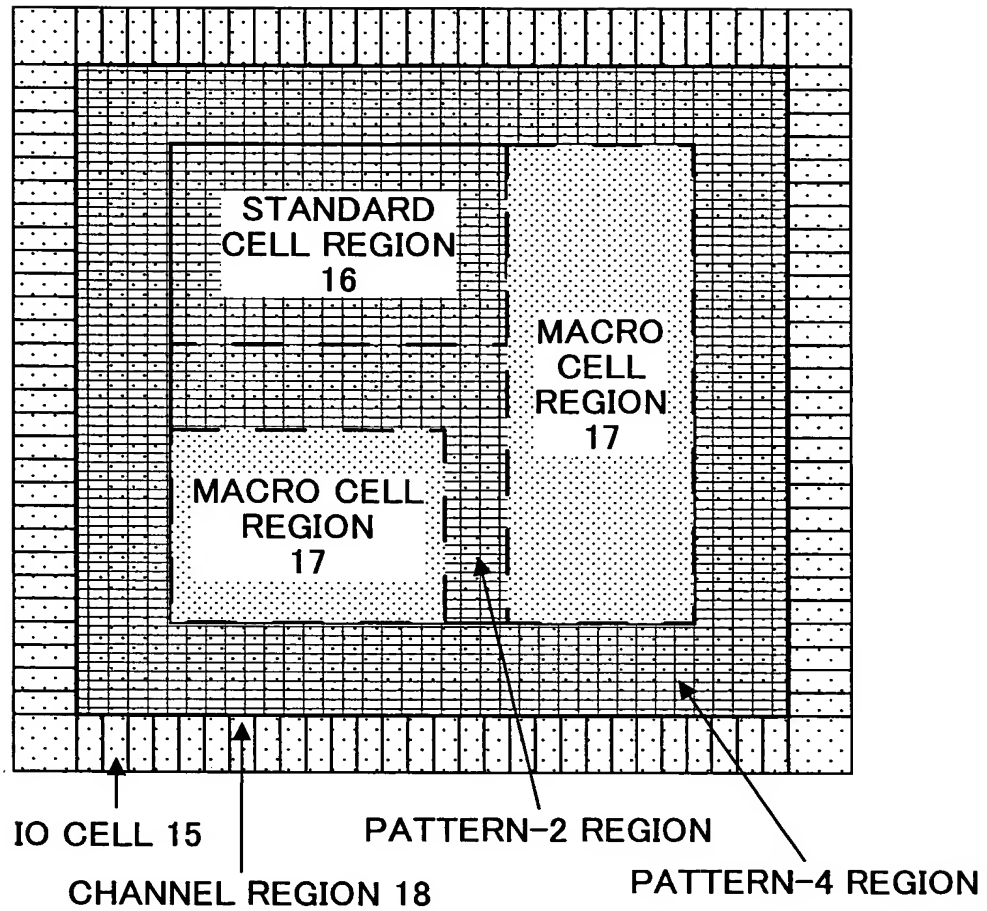 STANDARD
CELL REGION
16
MACRO
CELL
REGION
17
MACRO CELL
REGION
17
IO CELL 15
PATTERN-2 REGION
CHANNEL REGION 18
PATTERN-4 REGION